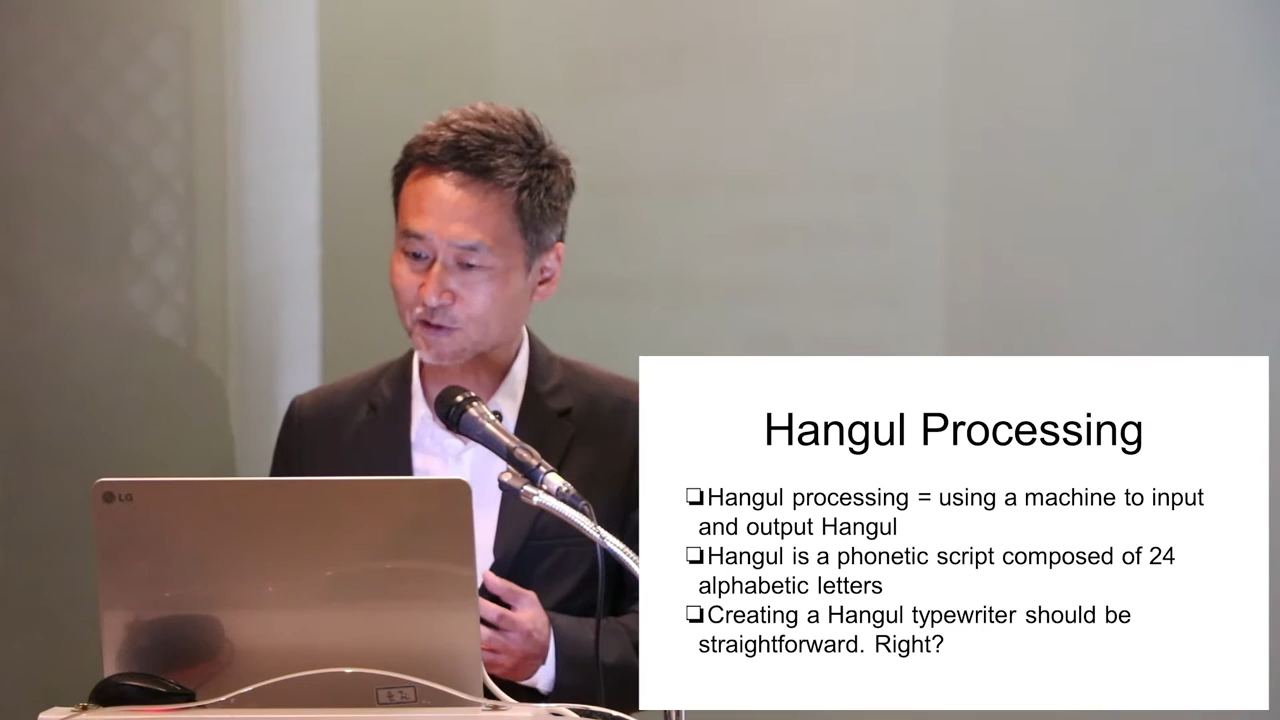 LG
Hangul Processing
❑Hangul processing = using a machine to input
and output Hangul
❑Hangul is a phonetic script composed of 24
alphabetic letters
❑Creating a Hangul typewriter should be
straightforward. Right?